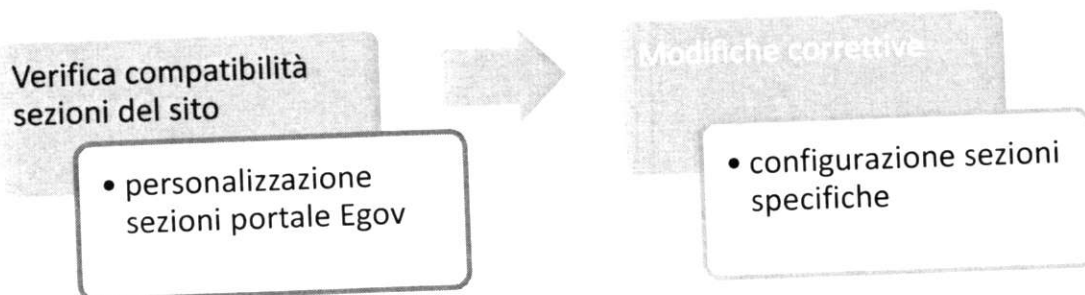 Verifica compatibilità
sezioni del sito
• personalizzazione
sezioni portale Egov
Modifiche correttive
• configurazione sezioni
specifiche